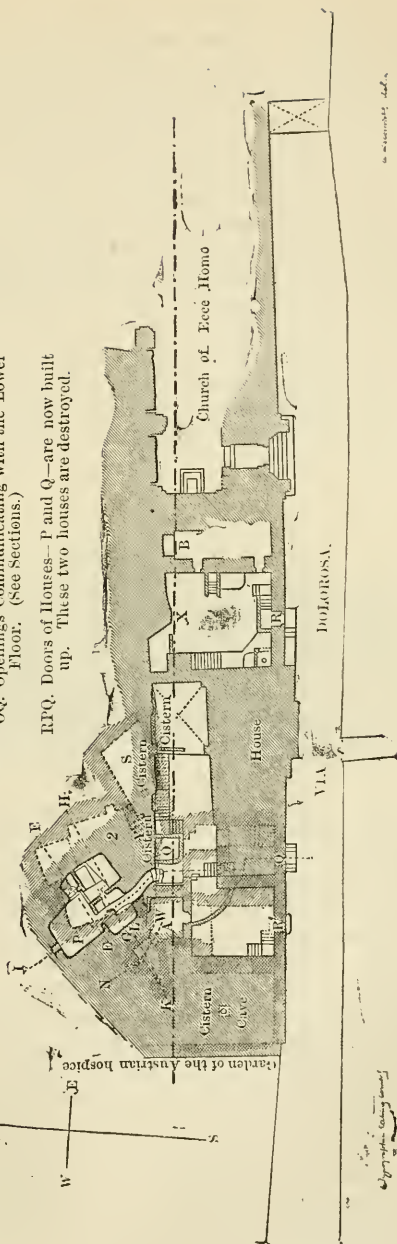 OQ. Openings Communicating with the Lower
Floor. (See Sections.)
RPQ. Doors of Houses—P and Q—are now built
up. These two houses are destroyed.
W
E
S
Garden of the Austrian hospice
I
E
H
2
P
D
N
L
W
K
S
Cistern
Cistern
Cistern
O
Cistern
Cave
House
X
B
R
Q
R
Church of Ecce Homo
VIA
DOLOROSA.